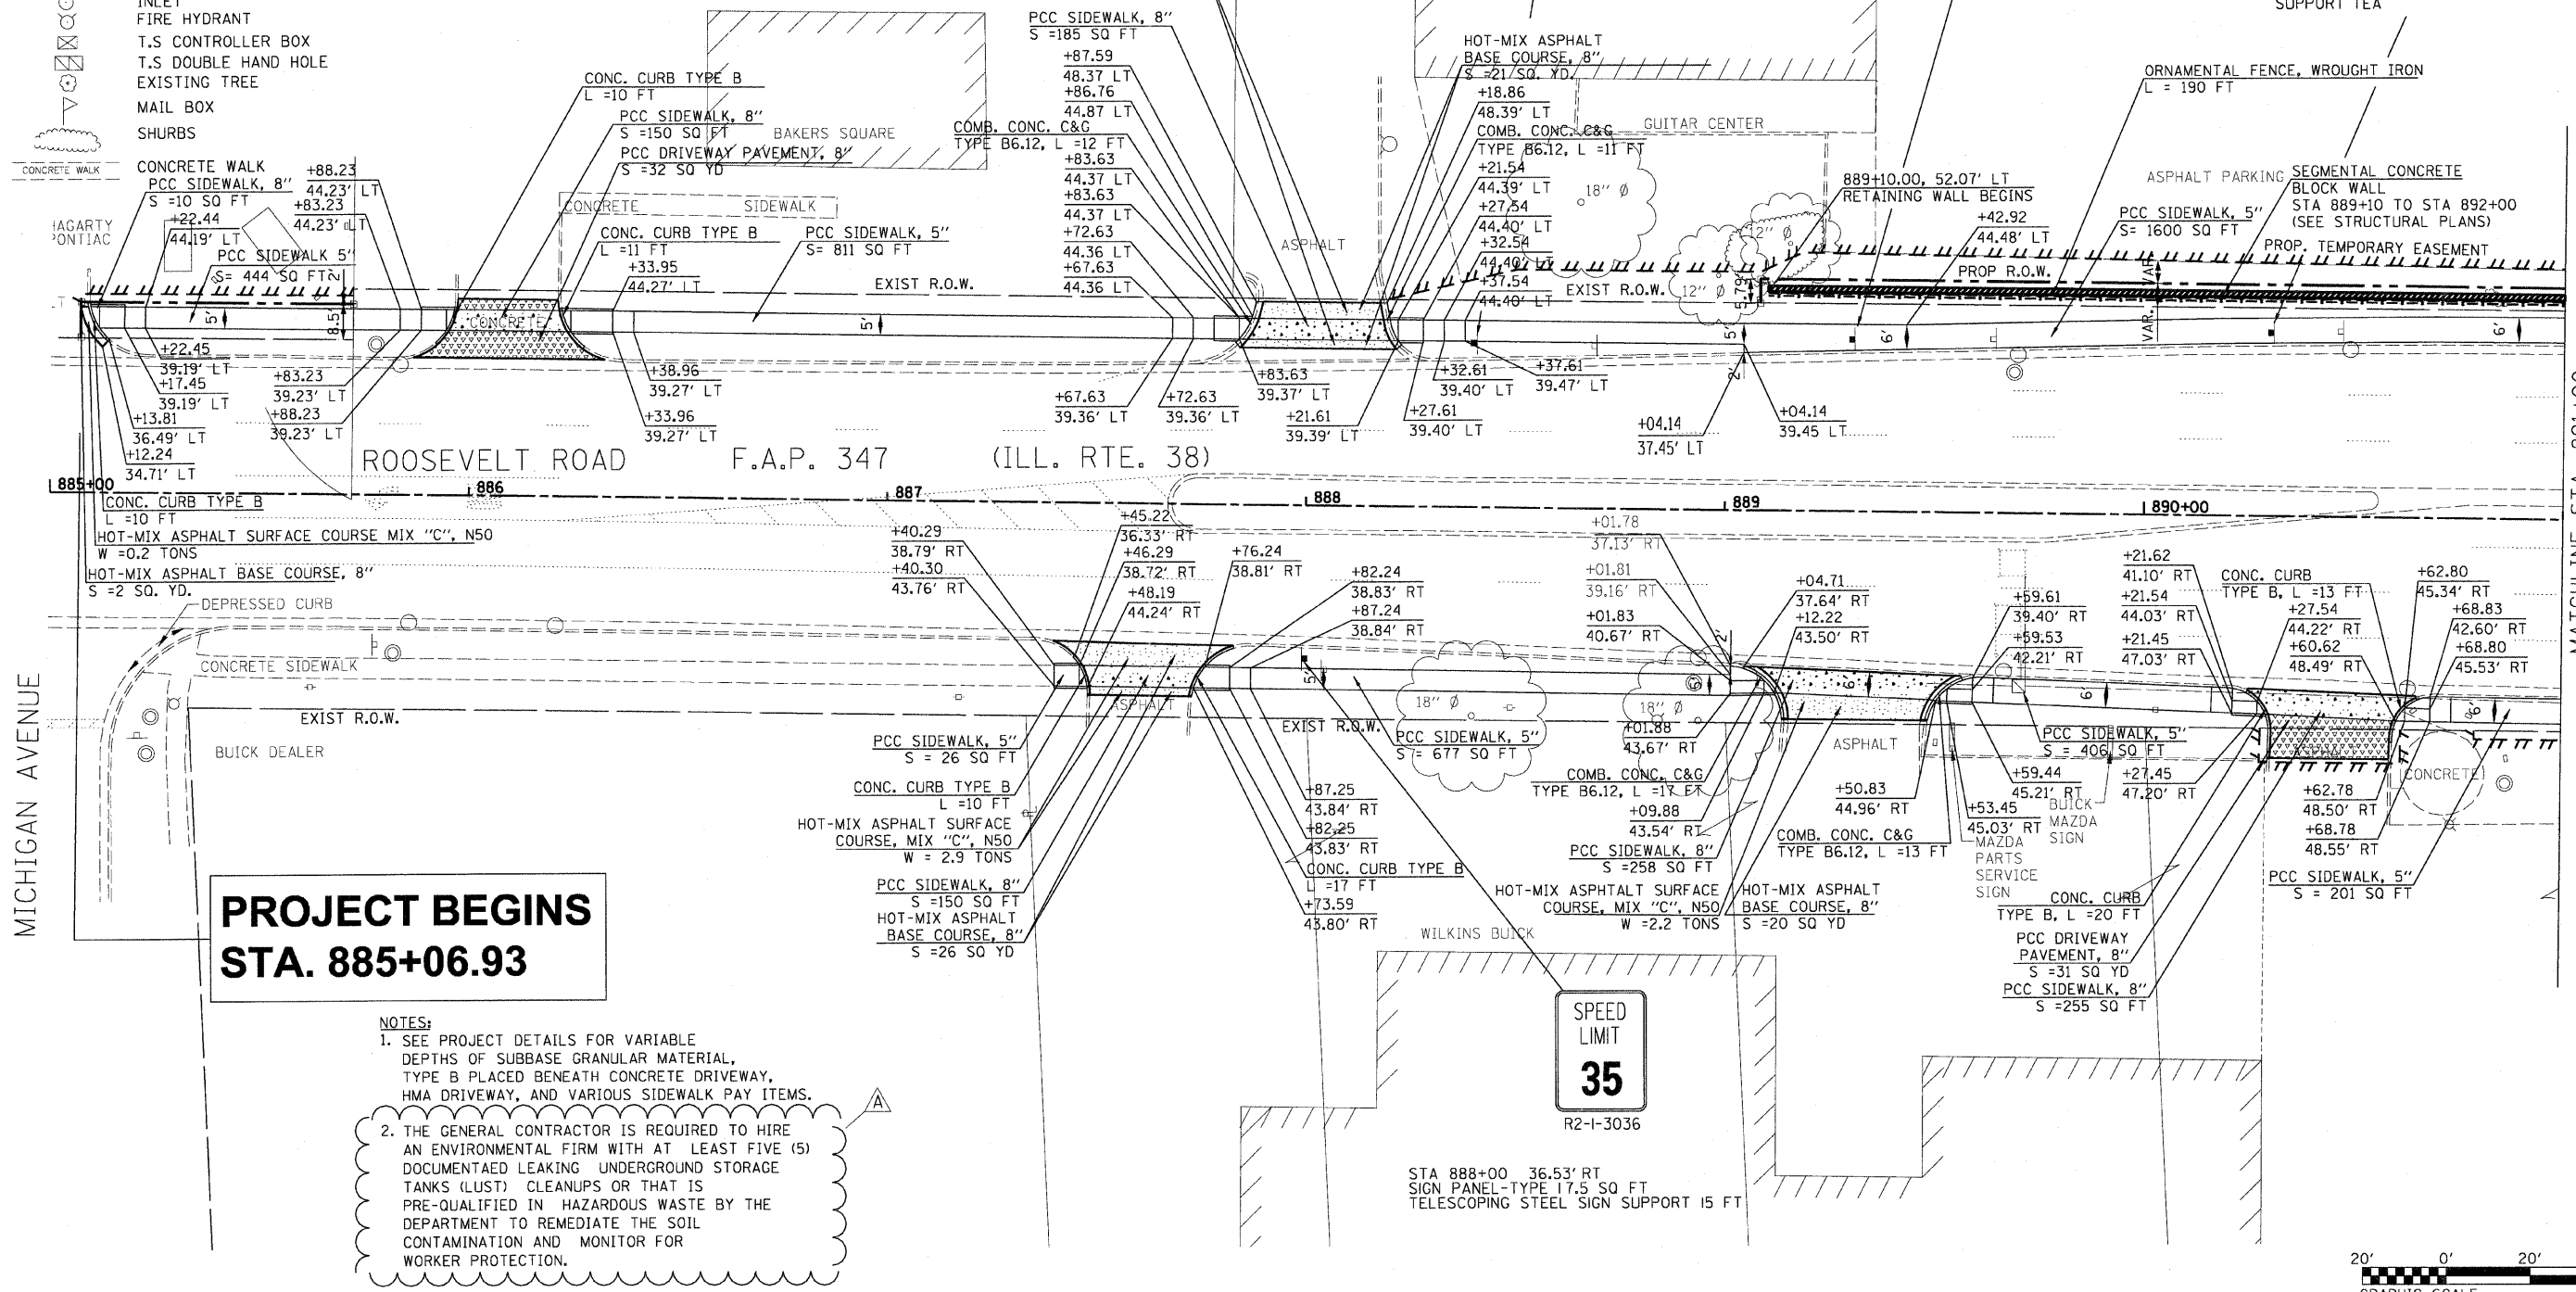 INLET
FIRE HYDRANT
T.S CONTROLLER BOX
T.S DOUBLE HAND HOLE
EXISTING TREE
MAIL BOX
SHURBS
CONCRETE WALK
CONCRETE WALK
SUPPORT TEA
PCC SIDEWALK, 8"
S =10 SQ FT
+22.44
44.19' LT
PCC SIDEWALK 5"
S= 444 SQ FT
2'
+88.23
44.23' LT
+83.23
44.23' LT
CONC. CURB TYPE B
L =10 FT
PCC SIDEWALK, 8"
S =150 SQ FT
BAKERS SQUARE
PCC DRIVEWAY PAVEMENT, 8"
S =32 SQ YD
CONCRETE SIDEWALK
CONC. CURB TYPE B
L =11 FT
+33.95
44.27' LT
PCC SIDEWALK, 5"
S= 811 SQ FT
EXIST R.O.W.
PCC SIDEWALK, 8"
S =185 SQ FT
+87.59
48.37 LT
+86.76
44.87 LT
COMB. CONC. C&G
TYPE B6.12, L =12 FT
+83.63
44.37 LT
+83.63
44.37 LT
+72.63
44.36 LT
+67.63
44.36 LT
ASPHALT
HOT-MIX ASPHALT
BASE COURSE, 8"
S =21 SQ. YD.
+18.86
48.39' LT
COMB. CONC. C&G
TYPE B6.12, L =11 FT
+21.54
44.39' LT
+27.54
44.40' LT
+32.54
44.40' LT
+37.54
44.40' LT
GUITAR CENTER
18" Ø
12" Ø
12" Ø
EXIST R.O.W.
5.79'
889+10.00, 52.07' LT
RETAINING WALL BEGINS
+42.92
44.48' LT
PROP R.O.W.
ORNAMENTAL FENCE, WROUGHT IRON
L = 190 FT
ASPHALT PARKING
PCC SIDEWALK, 5"
S= 1600 SQ FT
SEGMENTAL CONCRETE
BLOCK WALL
STA 889+10 TO STA 892+00
(SEE STRUCTURAL PLANS)
PROP. TEMPORARY EASEMENT
VAR.
VAR.
5'
8.5'
CONCRETE
5'
5'
6'
6'
2'
+22.45
39.19' LT
+17.45
39.19' LT
+13.81
36.49' LT
+12.24
34.71' LT
+83.23
39.23' LT
+88.23
39.23' LT
+38.96
39.27' LT
+33.96
39.27' LT
+67.63
39.36' LT
+72.63
39.36' LT
+83.63
39.37' LT
+21.61
39.39' LT
+27.61
39.40' LT
+32.61
39.40' LT
+37.61
39.47' LT
+04.14
37.45' LT
+04.14
39.45 LT
ROOSEVELT ROAD F.A.P. 347 (ILL. RTE. 38)
885+00 886 887 888 889 890+00
CONC. CURB TYPE B
L =10 FT
HOT-MIX ASPHALT SURFACE COURSE MIX "C", N50
W =0.2 TONS
HOT-MIX ASPHALT BASE COURSE, 8"
S =2 SQ. YD.
DEPRESSED CURB
CONCRETE SIDEWALK
EXIST R.O.W.
BUICK DEALER
MICHIGAN AVENUE
+40.29
38.79' RT
+40.30
43.76' RT
+45.22
36.33' RT
+46.29
38.72' RT
+48.19
44.24' RT
+76.24
38.81' RT
+82.24
38.83' RT
+87.24
38.84' RT
ASPHALT
5'
EXIST R.O.W.
18" Ø
PCC SIDEWALK, 5"
S = 677 SQ FT
+01.78
37.13' RT
+01.81
39.16' RT
+01.83
40.67' RT
2'
5'
18" Ø
+01.88
43.67' RT
+04.71
37.64' RT
+12.22
43.50' RT
6'
ASPHALT
+59.61
39.40' RT
+59.53
42.21' RT
6'
PCC SIDEWALK, 5"
S = 406 SQ FT
+21.62
41.10' RT
+21.54
44.03' RT
+21.45
47.03' RT
CONC. CURB
TYPE B, L =13 FT
+27.54
44.22' RT
+60.62
48.49' RT
+62.80
45.34' RT
+68.83
42.60' RT
+68.80
45.53' RT
6'
ASPHALT
CONCRETE
PCC SIDEWALK, 5"
S = 26 SQ FT
CONC. CURB TYPE B
L =10 FT
HOT-MIX ASPHALT SURFACE
COURSE, MIX "C", N50
W = 2.9 TONS
PCC SIDEWALK, 8"
S =150 SQ FT
HOT-MIX ASPHALT
BASE COURSE, 8"
S =26 SQ YD
+87.25
43.84' RT
+82.25
43.83' RT
CONC. CURB TYPE B
L =17 FT
+73.59
43.80' RT
COMB. CONC. C&G
TYPE B6.12, L =17 FT
+09.88
43.54' RT
PCC SIDEWALK, 8"
S =258 SQ FT
HOT-MIX ASPHTALT SURFACE
COURSE, MIX "C", N50
W =2.2 TONS
HOT-MIX ASPHALT
BASE COURSE, 8"
S =20 SQ YD
WILKINS BUICK
+50.83
44.96' RT
COMB. CONC. C&G
TYPE B6.12, L =13 FT
+59.44
45.21' RT
+53.45
45.03' RT
MAZDA
PARTS
SERVICE
SIGN
BUICK
MAZDA
SIGN
+27.45
47.20' RT
CONC. CURB
TYPE B, L =20 FT
PCC DRIVEWAY
PAVEMENT, 8"
S =31 SQ YD
PCC SIDEWALK, 8"
S =255 SQ FT
+62.78
48.50' RT
+68.78
48.55' RT
PCC SIDEWALK, 5"
S = 201 SQ FT
PROJECT BEGINS
STA. 885+06.93
NOTES:
1. SEE PROJECT DETAILS FOR VARIABLE
DEPTHS OF SUBBASE GRANULAR MATERIAL,
TYPE B PLACED BENEATH CONCRETE DRIVEWAY,
HMA DRIVEWAY, AND VARIOUS SIDEWALK PAY ITEMS.
A
2. THE GENERAL CONTRACTOR IS REQUIRED TO HIRE
AN ENVIRONMENTAL FIRM WITH AT LEAST FIVE (5)
DOCUMENTAED LEAKING UNDERGROUND STORAGE
TANKS (LUST) CLEANUPS OR THAT IS
PRE-QUALIFIED IN HAZARDOUS WASTE BY THE
DEPARTMENT TO REMEDIATE THE SOIL
CONTAMINATION AND MONITOR FOR
WORKER PROTECTION.
SPEED
LIMIT
35
R2-1-3036
STA 888+00 36.53' RT
SIGN PANEL-TYPE 1 7.5 SQ FT
TELESCOPING STEEL SIGN SUPPORT 15 FT
20' 0' 20'